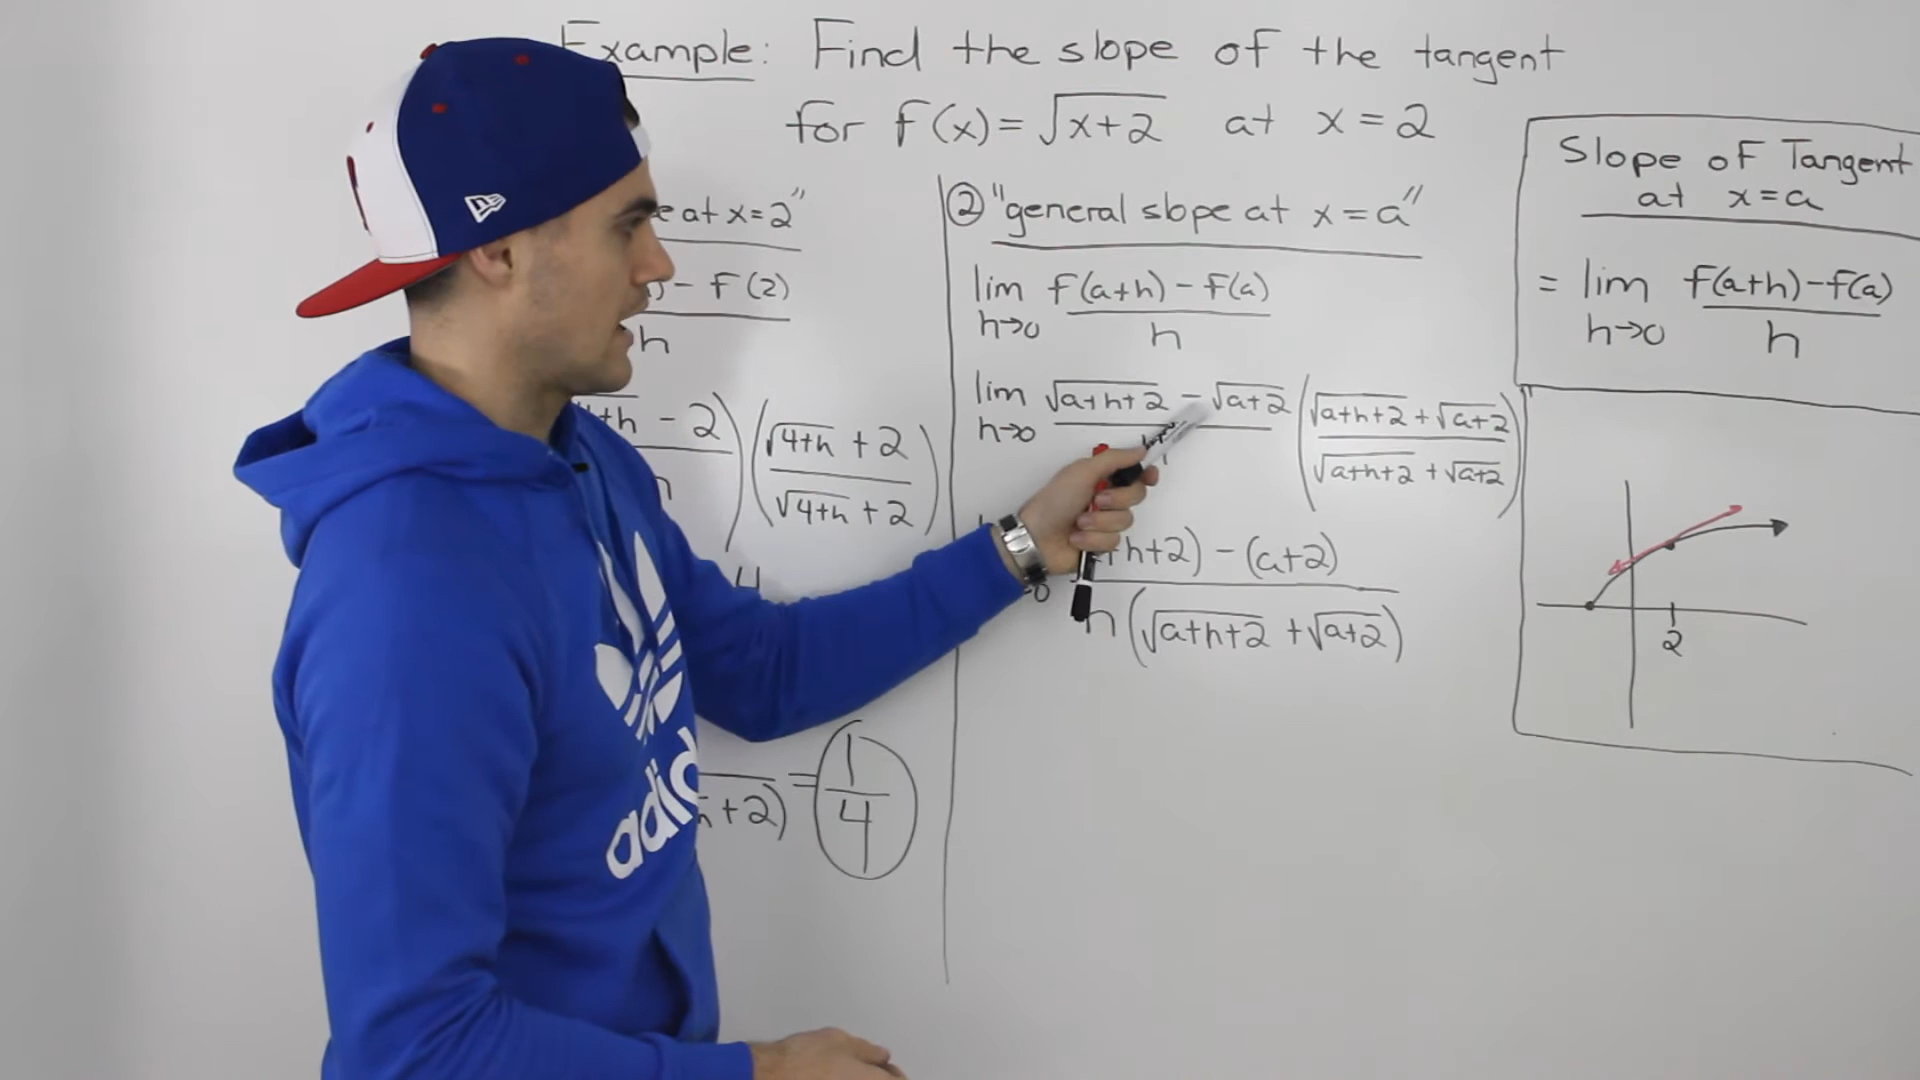 Example: Find the slope of the tangent
for f(x) = √x+2 at x = 2
e at x=2"
) - f(2)
h
+h - 2) (√4+h + 2
√4+h + 2)
4
+2) = 1
4
② "general slope at x = a"
lim f(a+h) - f(a)
h→0 h
lim √a+h+2 - √a+2 (√a+h+2 + √a+2
h→0 √a+h+2 + √a+2)
+h+2) - (a+2)
h(√a+h+2 + √a+2)
Slope of Tangent
at x=a
= lim f(a+h)-f(a)
h→0 h
2
adid